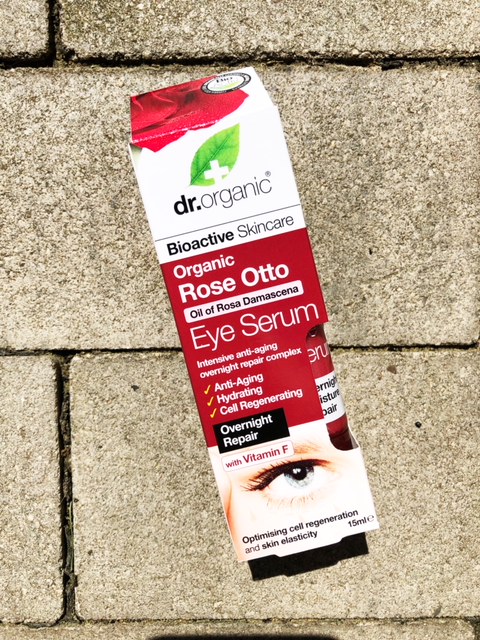 dr.organic®
Bioactive Skincare
Organic
Rose Otto
Oil of Rosa Damascena
Eye Serum
Intensive anti-aging
overnight repair complex
✓ Anti-Aging
✓ Hydrating
✓ Cell Regenerating
Overnight
Repair
with Vitamin F
Optimising cell regeneration
and skin elasticity
15ml e